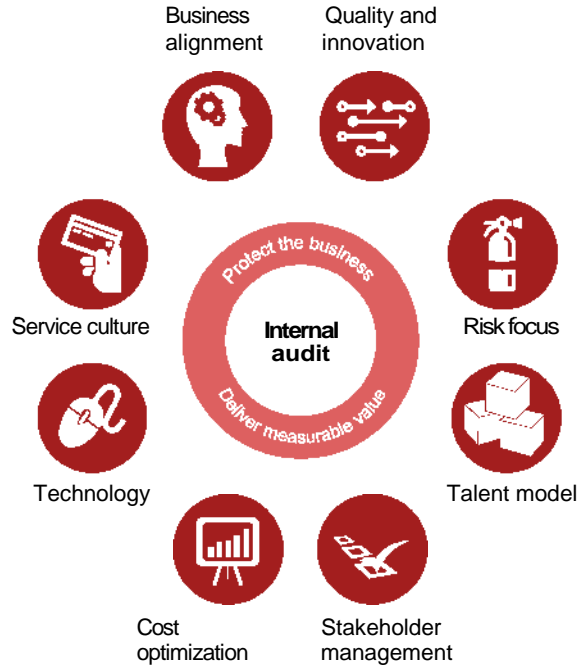 Business
alignment
Quality and
innovation
Protect the business
Service culture
Internal
audit
Risk focus
Deliver measurable value
Technology
Talent model
Cost
optimization
Stakeholder
management